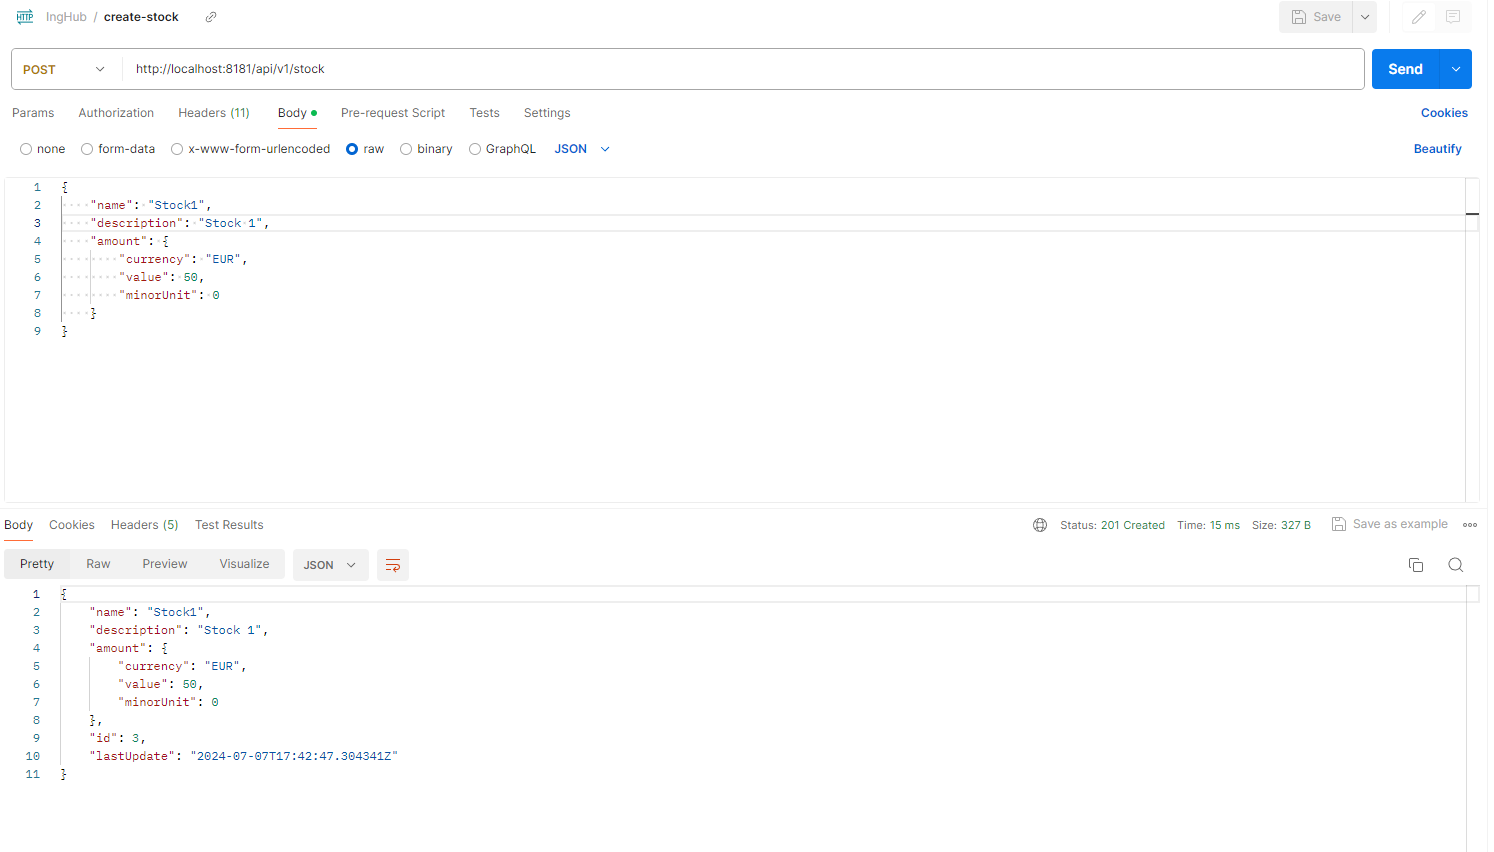 HTTP IngHub / create-stock Save
POST http://localhost:8181/api/v1/stock Send
Params Authorization Headers (11) Body Pre-request Script Tests Settings Cookies
none form-data x-www-form-urlencoded raw binary GraphQL JSON Beautify
1 {
2 "name": "Stock1",
3 "description": "Stock 1",
4 "amount": {
5 "currency": "EUR",
6 "value": 50,
7 "minorUnit": 0
8 }
9 }
Body Cookies Headers (5) Test Results Status: 201 Created Time: 15 ms Size: 327 B Save as example
Pretty Raw Preview Visualize JSON
1 {
2 "name": "Stock1",
3 "description": "Stock 1",
4 "amount": {
5 "currency": "EUR",
6 "value": 50,
7 "minorUnit": 0
8 },
9 "id": 3,
10 "lastUpdate": "2024-07-07T17:42:47.304341Z"
11 }